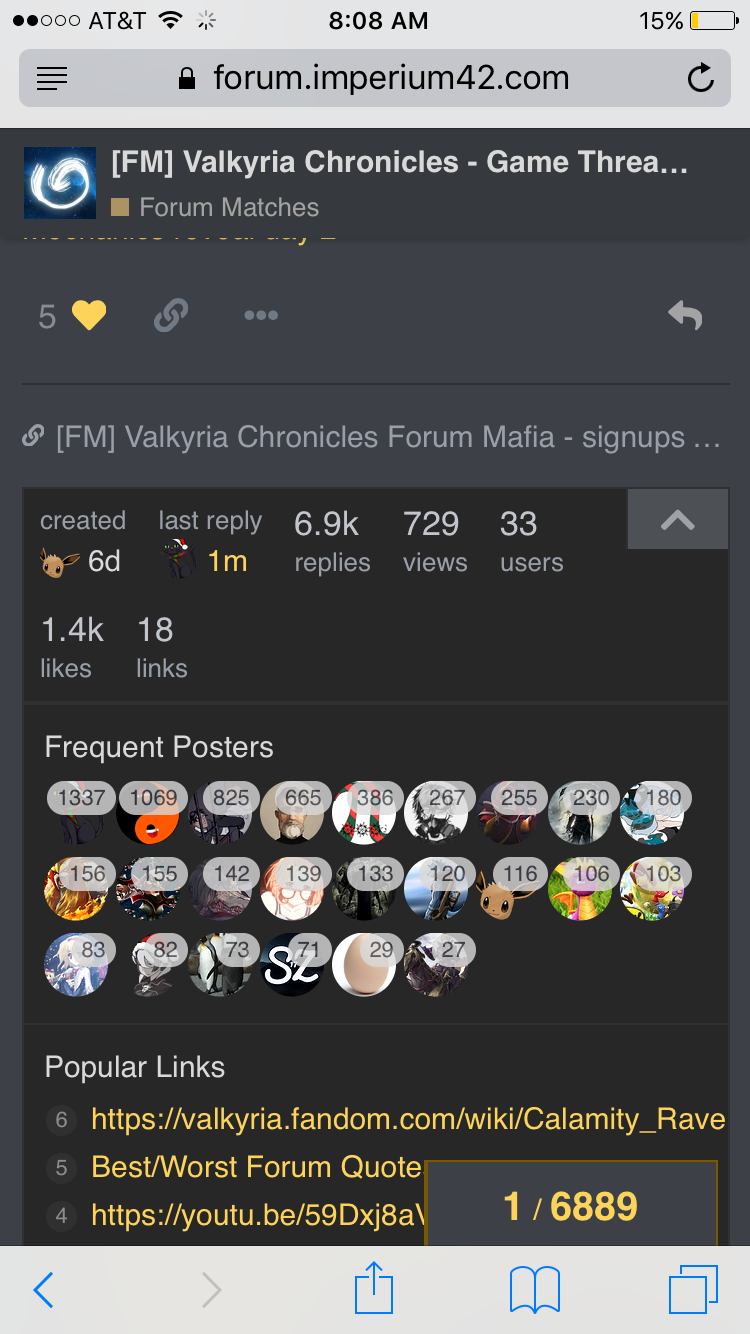 AT&T 8:08 AM 15%
forum.imperium42.com
[FM] Valkyria Chronicles - Game Threa...
Forum Matches
5
[FM] Valkyria Chronicles Forum Mafia - signups ...
created last reply 6.9k 729 33
6d 1m replies views users
1.4k 18
likes links
Frequent Posters
1337 1069 825 665 386 267 255 230 180
156 155 142 139 133 120 116 106 103
83 82 73 71 29 27
SZ
Popular Links
6 https://valkyria.fandom.com/wiki/Calamity_Rave
5 Best/Worst Forum Quote
4 https://youtu.be/59Dxj8a
1 / 6889